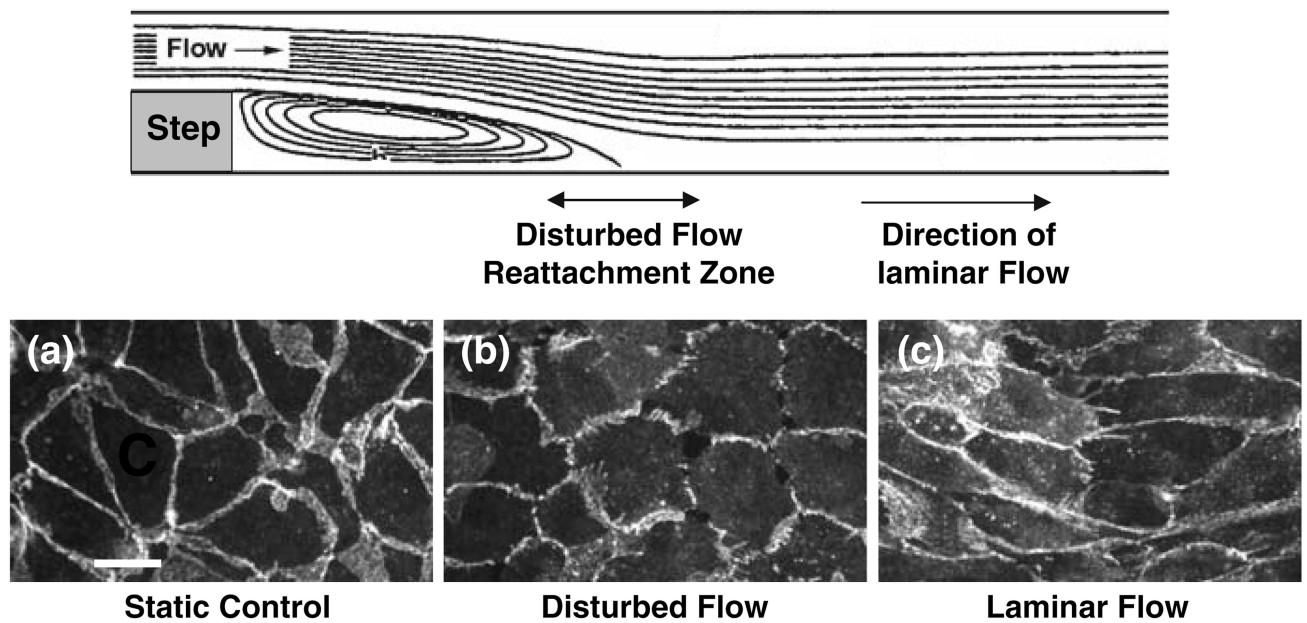 Flow
Step
Disturbed Flow
Reattachment Zone
Direction of
laminar Flow
(a)
(b)
(c)
C
Static Control
Disturbed Flow
Laminar Flow